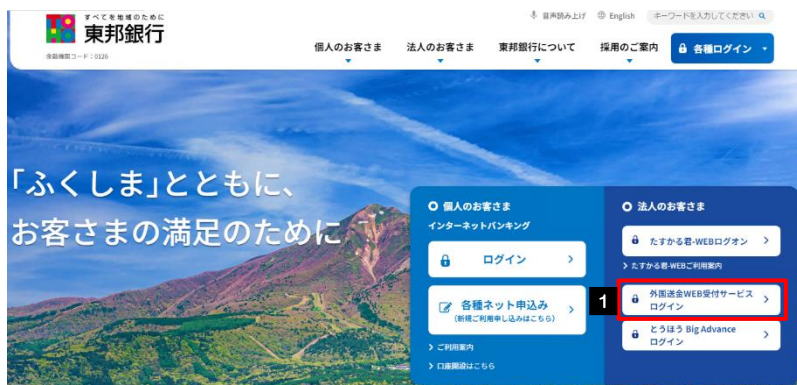 すべてを地域のために
東邦銀行
金融機関コード:0126
音声読み上げ
English
キーワードを入力してください
個人のお客さま
法人のお客さま
東邦銀行について
採用のご案内
各種ログイン
「ふくしま」とともに、
お客さまの満足のために
個人のお客さま
インターネットバンキング
ログイン
各種ネット申込み
(新規ご利用申し込みはこちら)
ご利用案内
口座開設はこちら
法人のお客さま
たすかる君-WEBログオン
たすかる君-WEBご利用案内
1
外国送金WEB受付サービス
ログイン
とうほう Big Advance
ログイン